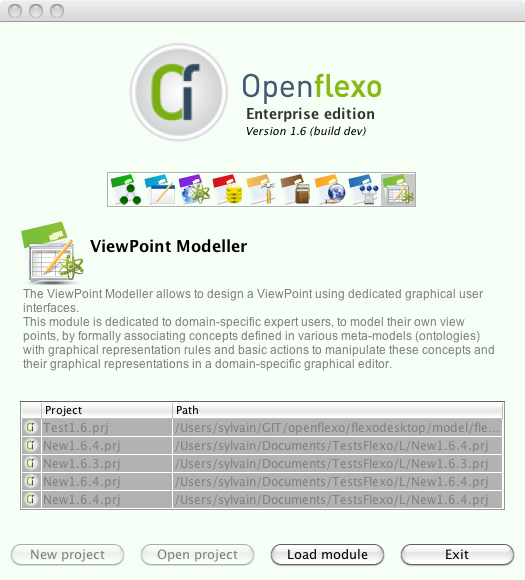 Openflexo
Enterprise edition
Version 1.6 (build dev)
ViewPoint Modeller
The ViewPoint Modeller allows to design a ViewPoint using dedicated graphical user
interfaces.
This module is dedicated to domain-specific expert users, to model their own view
points, by formally associating concepts defined in various meta-models (ontologies)
with graphical representation rules and basic actions to manipulate these concepts and
their graphical representations in a domain-specific graphical editor.
Project Path
Test1.6.prj /Users/sylvain/GIT/openflexo/flexodesktop/model/fle...
New1.6.4.prj /Users/sylvain/Documents/TestsFlexo/L/New1.6.4.prj
New1.6.3.prj /Users/sylvain/Documents/TestsFlexo/L/New1.6.3.prj
New1.6.4.prj /Users/sylvain/Documents/TestsFlexo/L/New1.6.4.prj
New1.6.4.prj /Users/sylvain/Documents/TestsFlexo/L/New1.6.4.prj
New project Open project Load module Exit